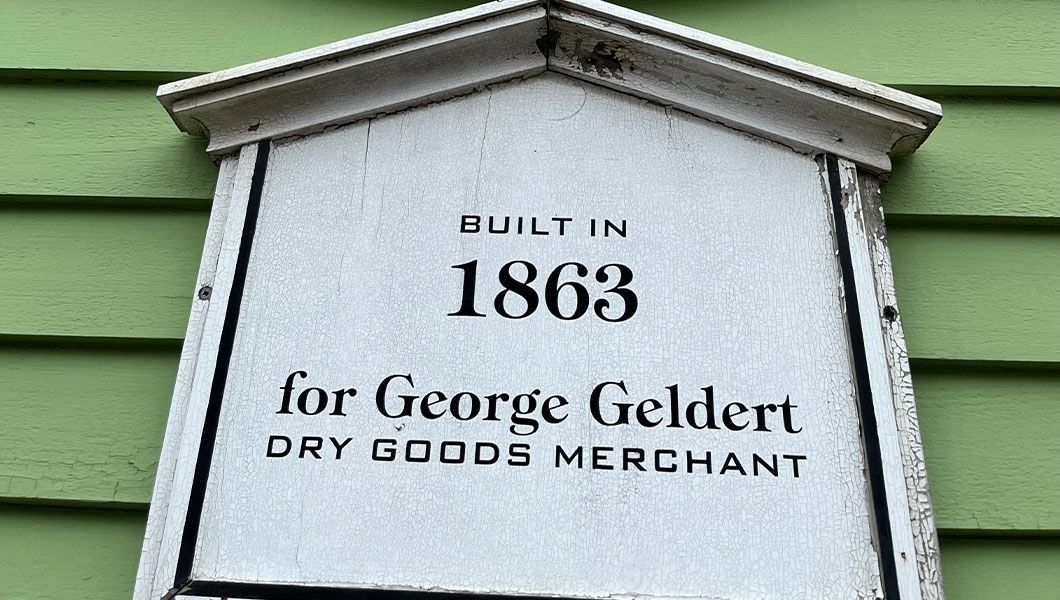 BUILT IN
1863
for George Geldert
DRY GOODS MERCHANT